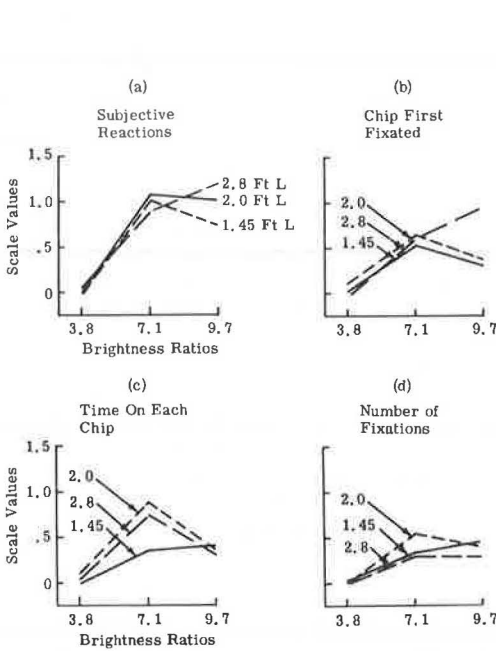 (a)
Subjective
Reactions
1.5
1.0
.5
0
Scale Values
2.8 Ft L
2.0 Ft L
1.45 Ft L
3.8 7.1 9.7
Brightness Ratios
(b)
Chip First
Fixated
2.0
2.8
1.45
3.8 7.1 9.7
(c)
Time On Each
Chip
1.5
1.0
.5
0
Scale Values
2.0
2.8
1.45
3.8 7.1 9.7
Brightness Ratios
(d)
Number of
Fixations
2.0
1.45
2.8
3.8 7.1 9.7